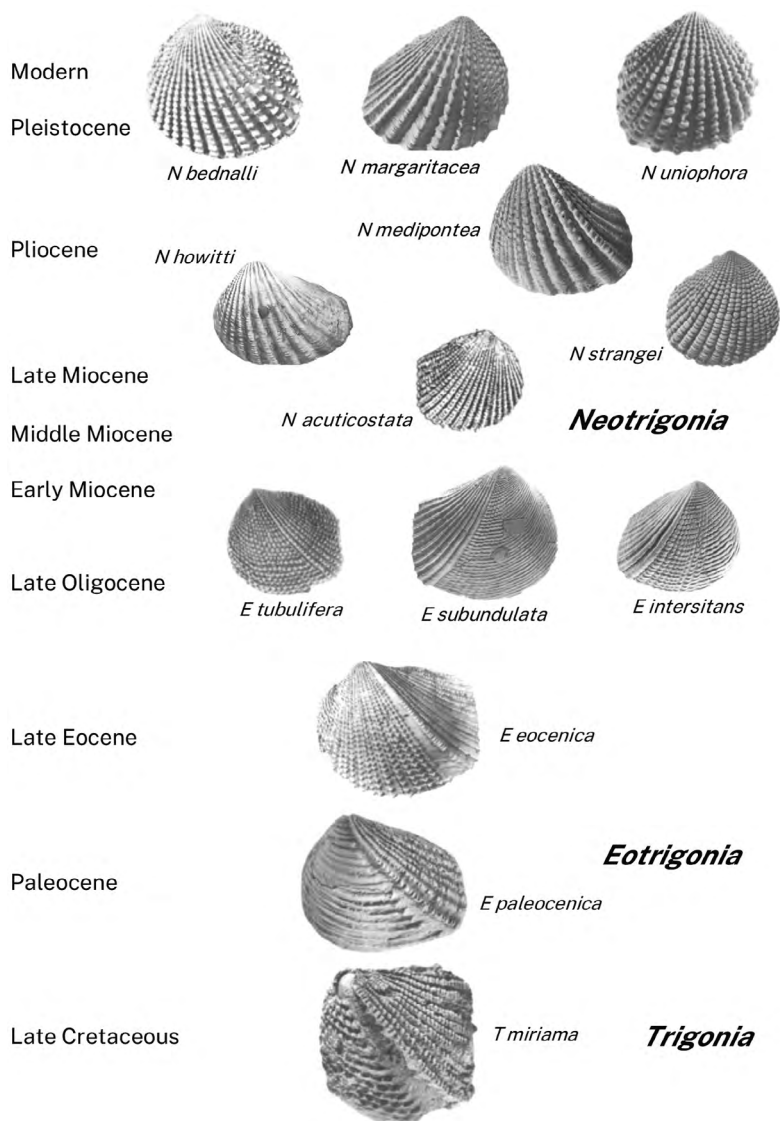 Modern
Pleistocene
N bednalli
N margaritacea
N uniophora
N medipontea
Pliocene
N howitti
N strangei
Late Miocene
N acuticostata
Neotrigonia
Middle Miocene
Early Miocene
Late Oligocene
E tubulifera
E subundulata
E intersitans
Late Eocene
E eocenica
Eotrigonia
Paleocene
E paleocenica
Late Cretaceous
T miriama
Trigonia